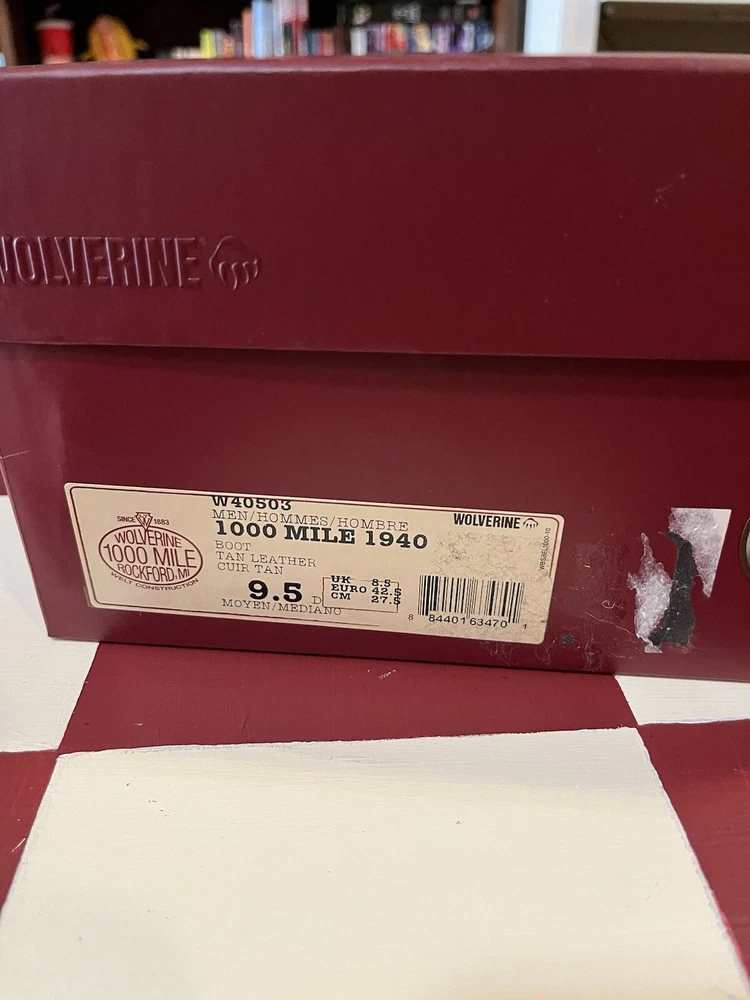 WOLVERINE
SINCE 1883
WOLVERINE
1000 MILE
ROCKFORD, MI
WELT CONSTRUCTION
W40503
MEN/HOMMES/HOMBRE
1000 MILE 1940
BOOT
TAN LEATHER
CUIR TAN
9.5 D
MOYEN/MEDIANO
UK 8.5
EURO 42.5
CM 27.5
WOLVERINE
8 84401 63470 1